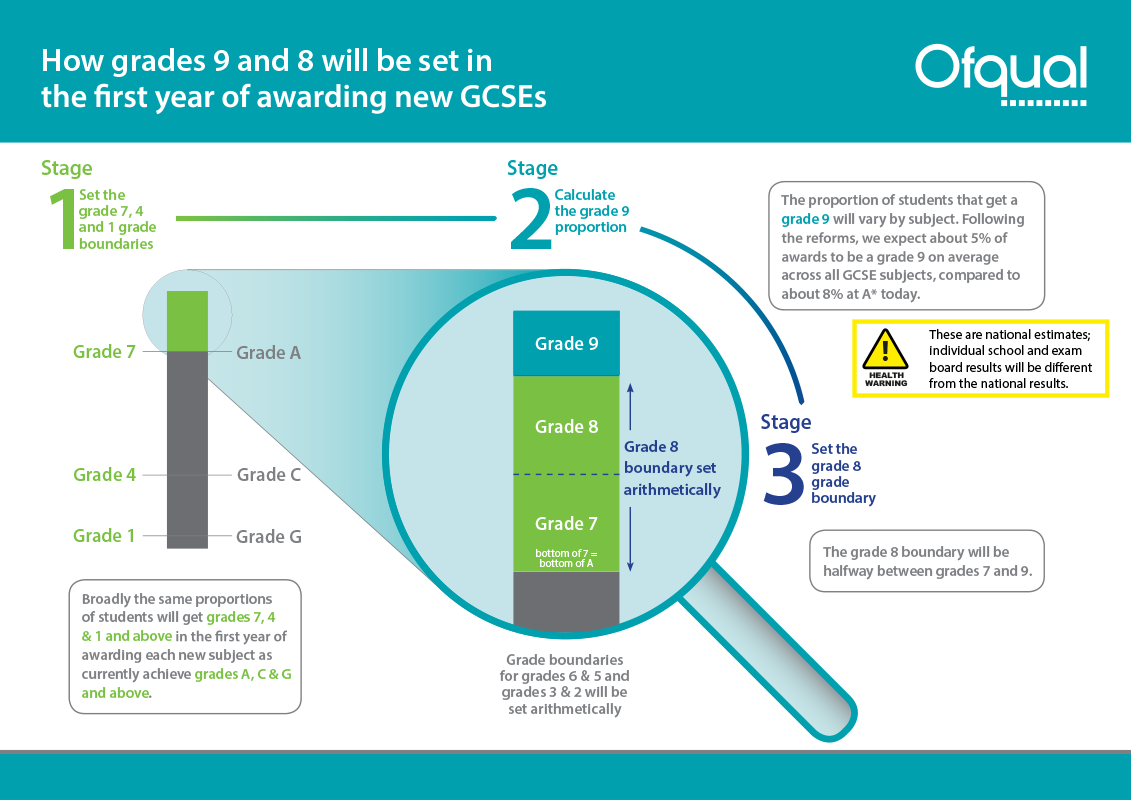 How grades 9 and 8 will be set in
the first year of awarding new GCSEs
Ofqual
Stage
1
Set the
grade 7, 4
and 1 grade
boundaries
Stage
2
Calculate
the grade 9
proportion
The proportion of students that get a
grade 9 will vary by subject. Following
the reforms, we expect about 5% of
awards to be a grade 9 on average
across all GCSE subjects, compared to
about 8% at A* today.
HEALTH
WARNING
These are national estimates;
individual school and exam
board results will be different
from the national results.
Grade 7
Grade A
Grade 4
Grade C
Grade 1
Grade G
Grade 9
Grade 8
Grade 7
bottom of 7 =
bottom of A
Grade 8
boundary set
arithmetically
Stage
3
Set the
grade 8
grade
boundary
The grade 8 boundary will be
halfway between grades 7 and 9.
Broadly the same proportions
of students will get grades 7, 4
& 1 and above in the first year of
awarding each new subject as
currently achieve grades A, C & G
and above.
Grade boundaries
for grades 6 & 5 and
grades 3 & 2 will be
set arithmetically